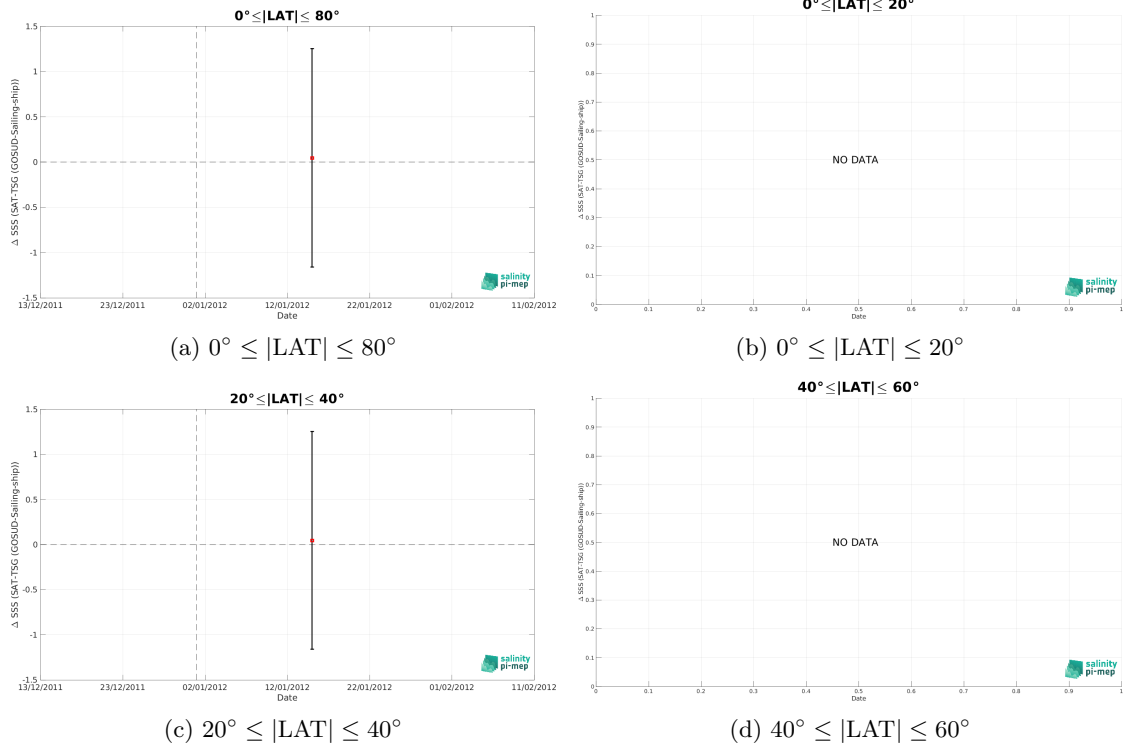 0°≤|LAT|≤ 80°
1.5
1
0.5
0
-0.5
-1
-1.5
Δ SSS (SAT-TSG (GOSUD-Sailing-ship))
13/12/2011 23/12/2011 02/01/2012 12/01/2012 22/01/2012 01/02/2012 11/02/2012
Date
salinity
pi-mep
(a) 0° ≤ |LAT| ≤ 80°
0°≤|LAT|≤ 20°
1
0.9
0.8
0.7
0.6
0.5
0.4
0.3
0.2
0.1
0
Δ SSS (SAT-TSG (GOSUD-Sailing-ship))
NO DATA
0 0.1 0.2 0.3 0.4 0.5 0.6 0.7 0.8 0.9 1
Date
salinity
pi-mep
(b) 0° ≤ |LAT| ≤ 20°
20°≤|LAT|≤ 40°
1.5
1
0.5
0
-0.5
-1
-1.5
Δ SSS (SAT-TSG (GOSUD-Sailing-ship))
13/12/2011 23/12/2011 02/01/2012 12/01/2012 22/01/2012 01/02/2012 11/02/2012
Date
salinity
pi-mep
(c) 20° ≤ |LAT| ≤ 40°
40°≤|LAT|≤ 60°
1
0.9
0.8
0.7
0.6
0.5
0.4
0.3
0.2
0.1
0
Δ SSS (SAT-TSG (GOSUD-Sailing-ship))
NO DATA
0 0.1 0.2 0.3 0.4 0.5 0.6 0.7 0.8 0.9 1
Date
salinity
pi-mep
(d) 40° ≤ |LAT| ≤ 60°